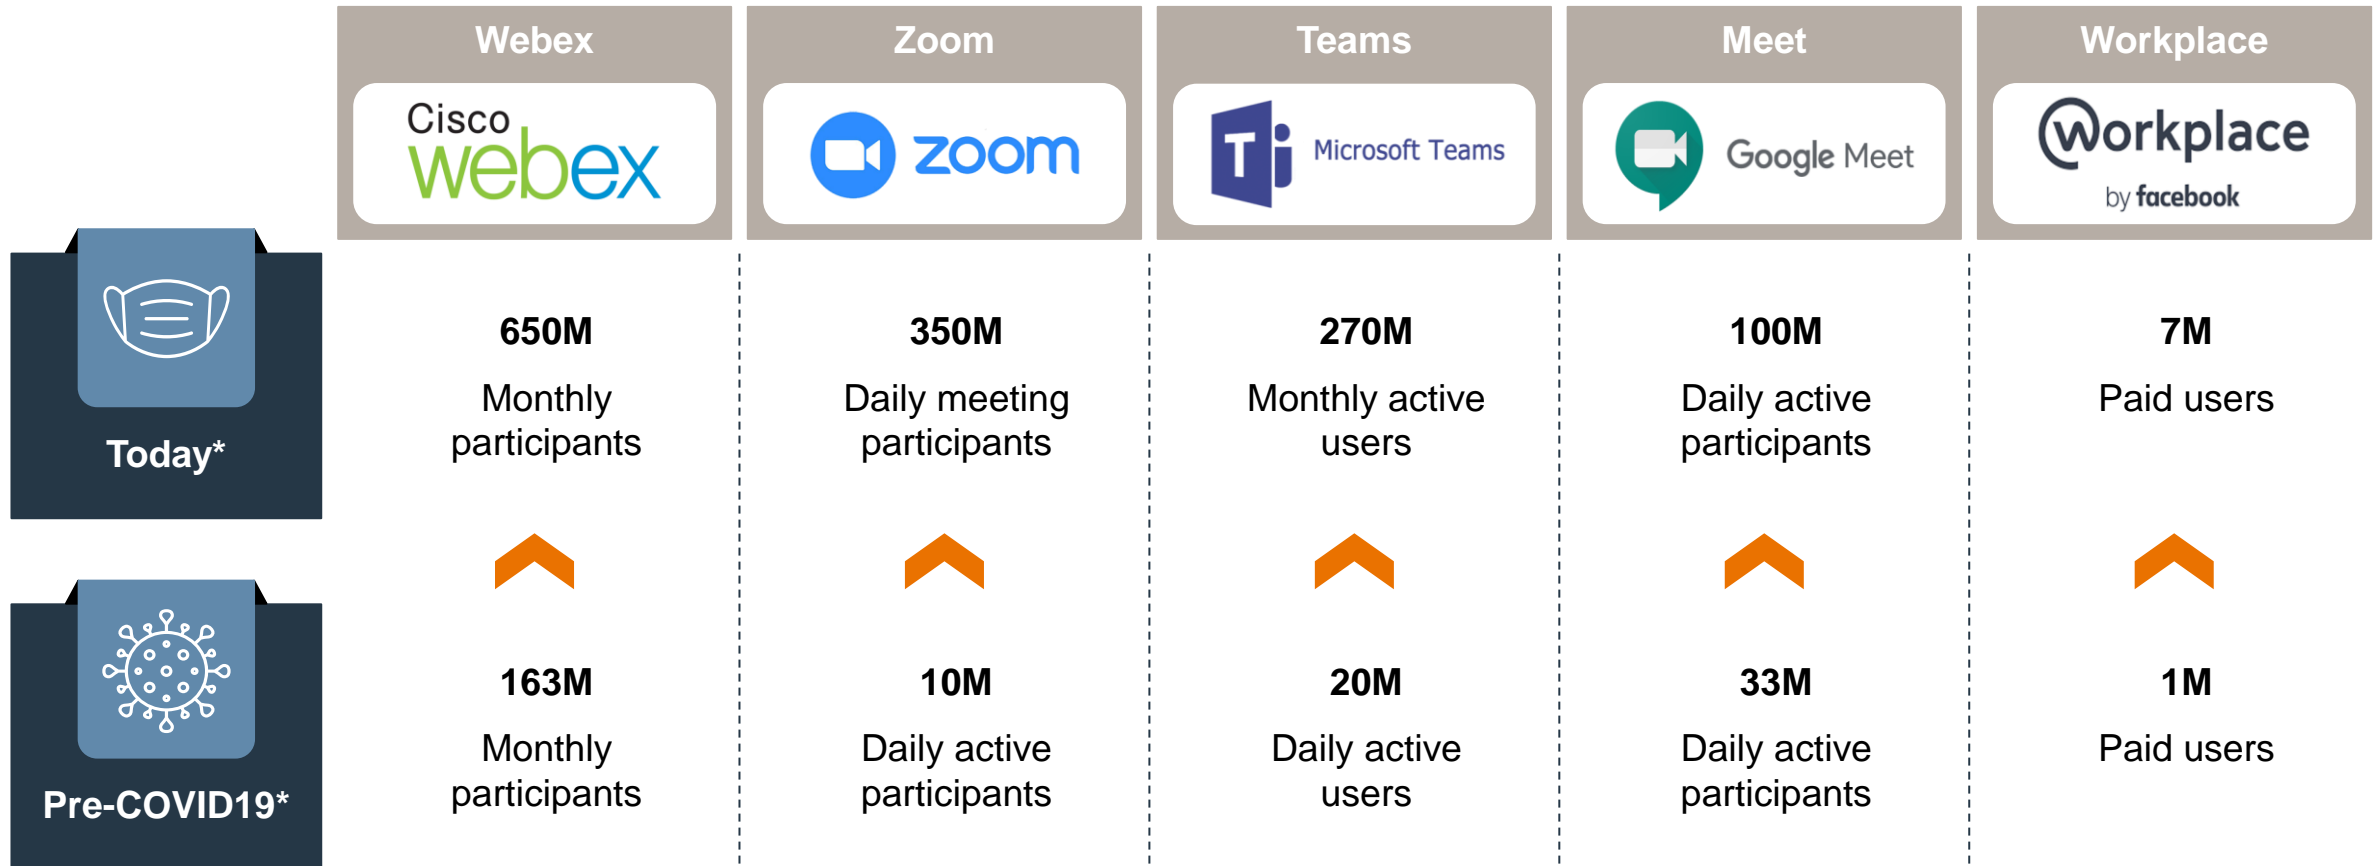 Webex
Zoom
Teams
Meet
Workplace
Cisco
webex
zoom
Ti
Microsoft Teams
Google Meet
Workplace
by facebook
Today*
650M
Monthly
participants
350M
Daily meeting
participants
270M
Monthly active
users
100M
Daily active
participants
7M
Paid users
Pre-COVID19*
163M
Monthly
participants
10M
Daily active
participants
20M
Daily active
users
33M
Daily active
participants
1M
Paid users